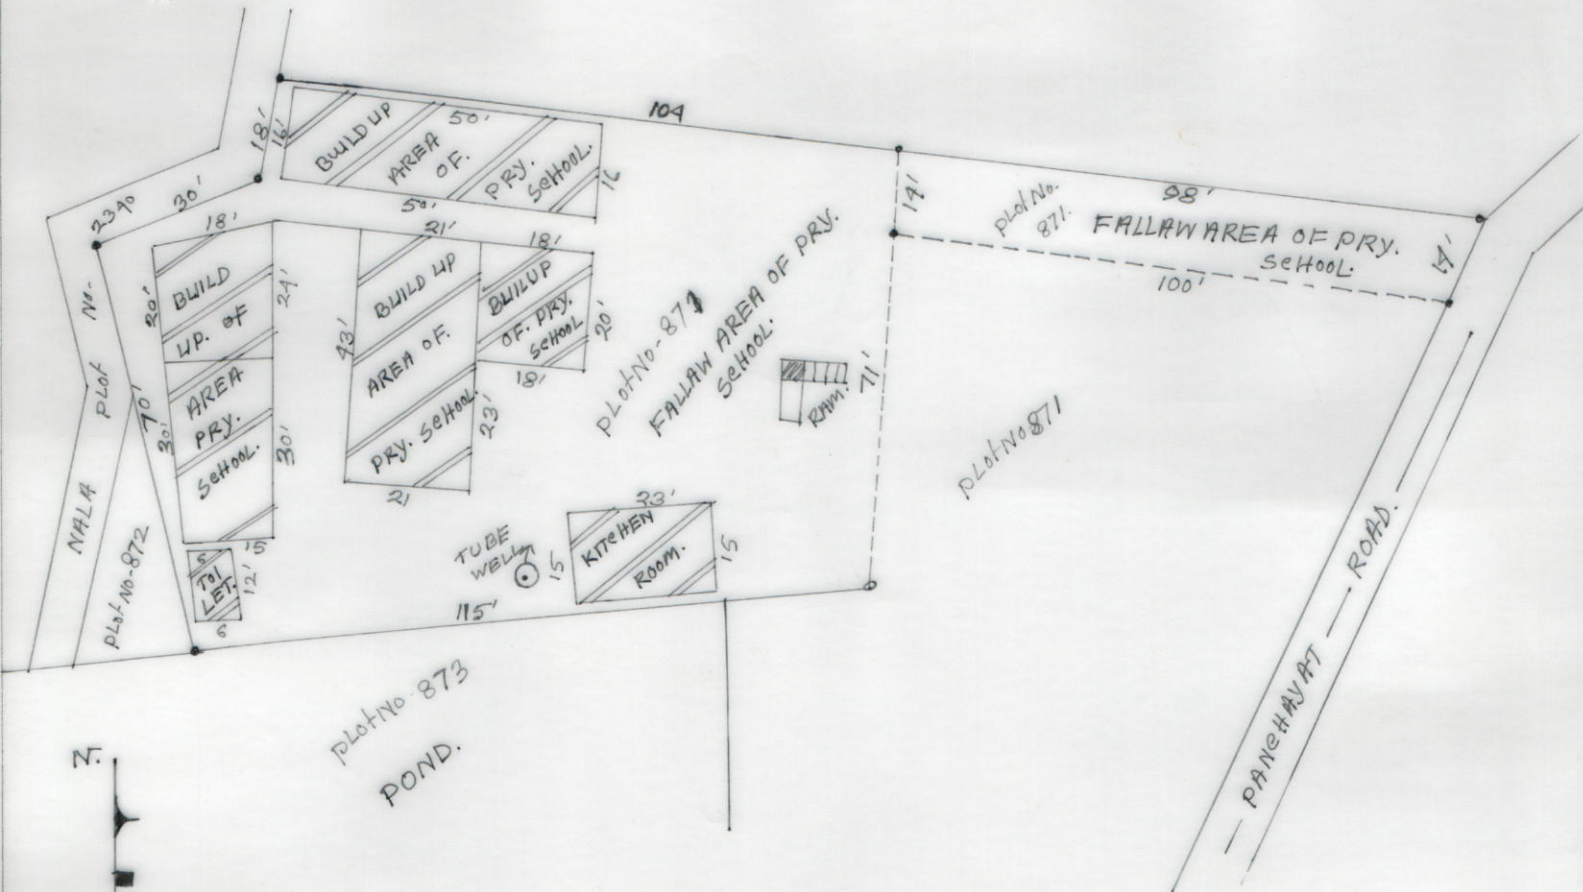 104
18'
16'
50'
BUILD UP
AREA
OF.
PRY.
SCHOOL.
16
50'
30'
2390
NALA PLOT No.
14'
98'
PLOT No.
871.
FALLAW AREA OF PRY.
SCHOOL.
14'
100'
18'
BUILD
UP. OF
AREA
PRY.
SCHOOL.
20'
24'
70'
30'
30'
15
21'
BUILD UP
AREA OF.
PRY. SCHOOL.
43'
23'
21
18'
BUILUP
OF. PRY.
SCHOOL
20'
18'
PLOT No-871
FALLAW AREA OF PRY.
SCHOOL.
RAM.
71'
PLOT No 871
TOI
LET.
12'
6
TUBE
WELL
23'
KITCHEN
ROOM.
15
15
115'
PLOT No-872
PLOT No-873
POND.
PANCHAYAT ROAD.
N.